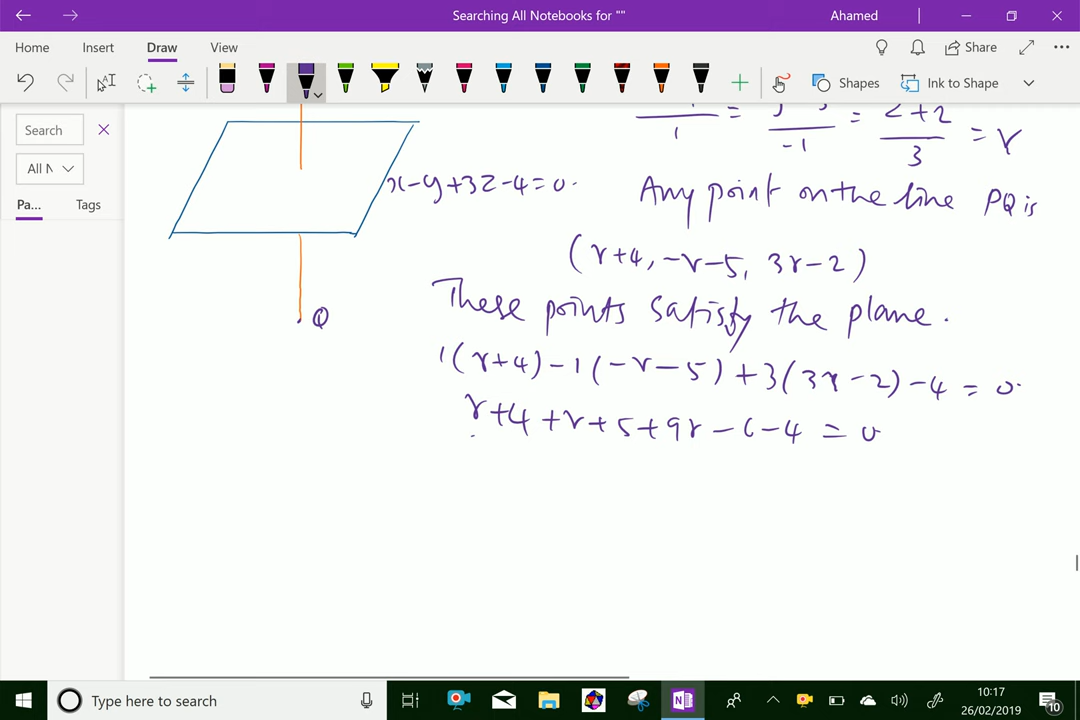 Searching All Notebooks for ""
Ahamed
Home Insert Draw View
Share
Shapes
Ink to Shape
Search
All N
Pa... Tags
x-y+3z-4=0.
1 = -1 = z+2/3 = r
Any point on the line PQ is
(r+4, -r-5, 3r-2)
These points satisfy the plane.
Q
1(r+4)-1(-r-5)+3(3r-2)-4=0.
r+4+r+5+9r-6-4=0
Type here to search
10:17
26/02/2019
10